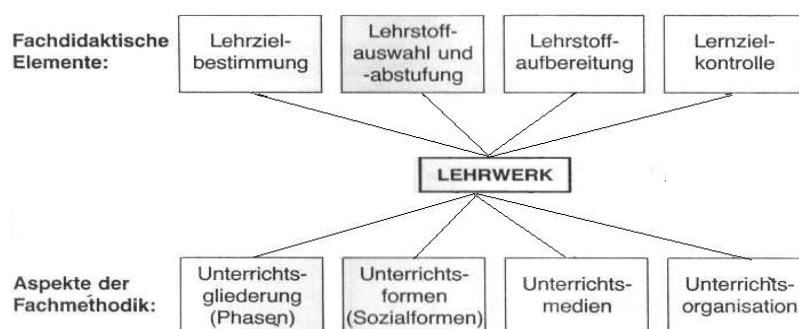 Fachdidaktische
Elemente:
Lehrziel-
bestimmung
Lehrstoff-
auswahl und
-abstufung
Lehrstoff-
aufbereitung
Lernziel-
kontrolle
LEHRWERK
Aspekte der
Fachmethodik:
Unterrichts-
gliederung
(Phasen)
Unterrichts-
formen
(Sozialformen)
Unterrichts-
medien
Unterrichts-
organisation